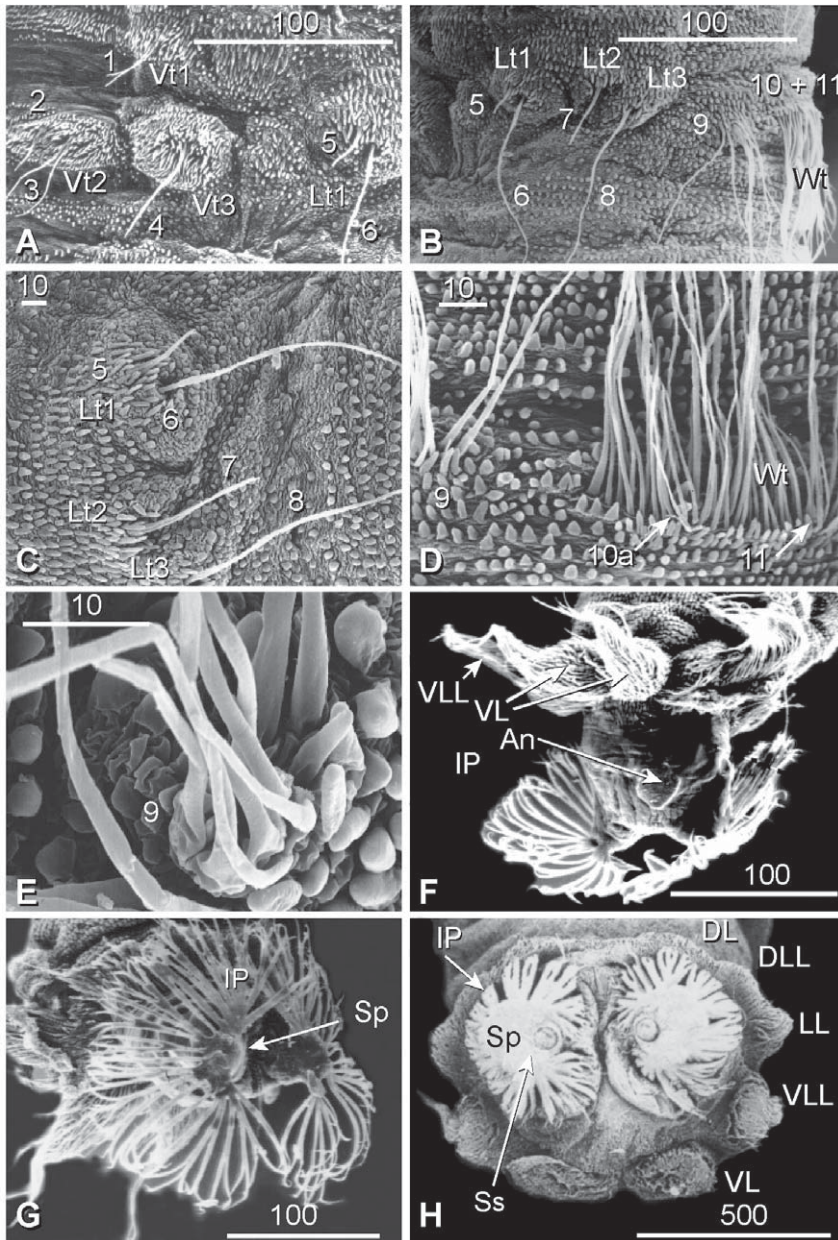 1
Vt1
100
2
3
Vt2
4
Vt3
5
Lt1
6
A
100
Lt1
Lt2
Lt3
10 + 11
5
7
9
6
8
Wt
B
10
5
Lt1
6
7
Lt2
8
Lt3
C
10
9
Wt
10a
11
D
10
9
E
VLL
VL
An
IP
100
F
IP
Sp
100
G
IP
DL
DLL
LL
Sp
VLL
VL
Ss
500
H